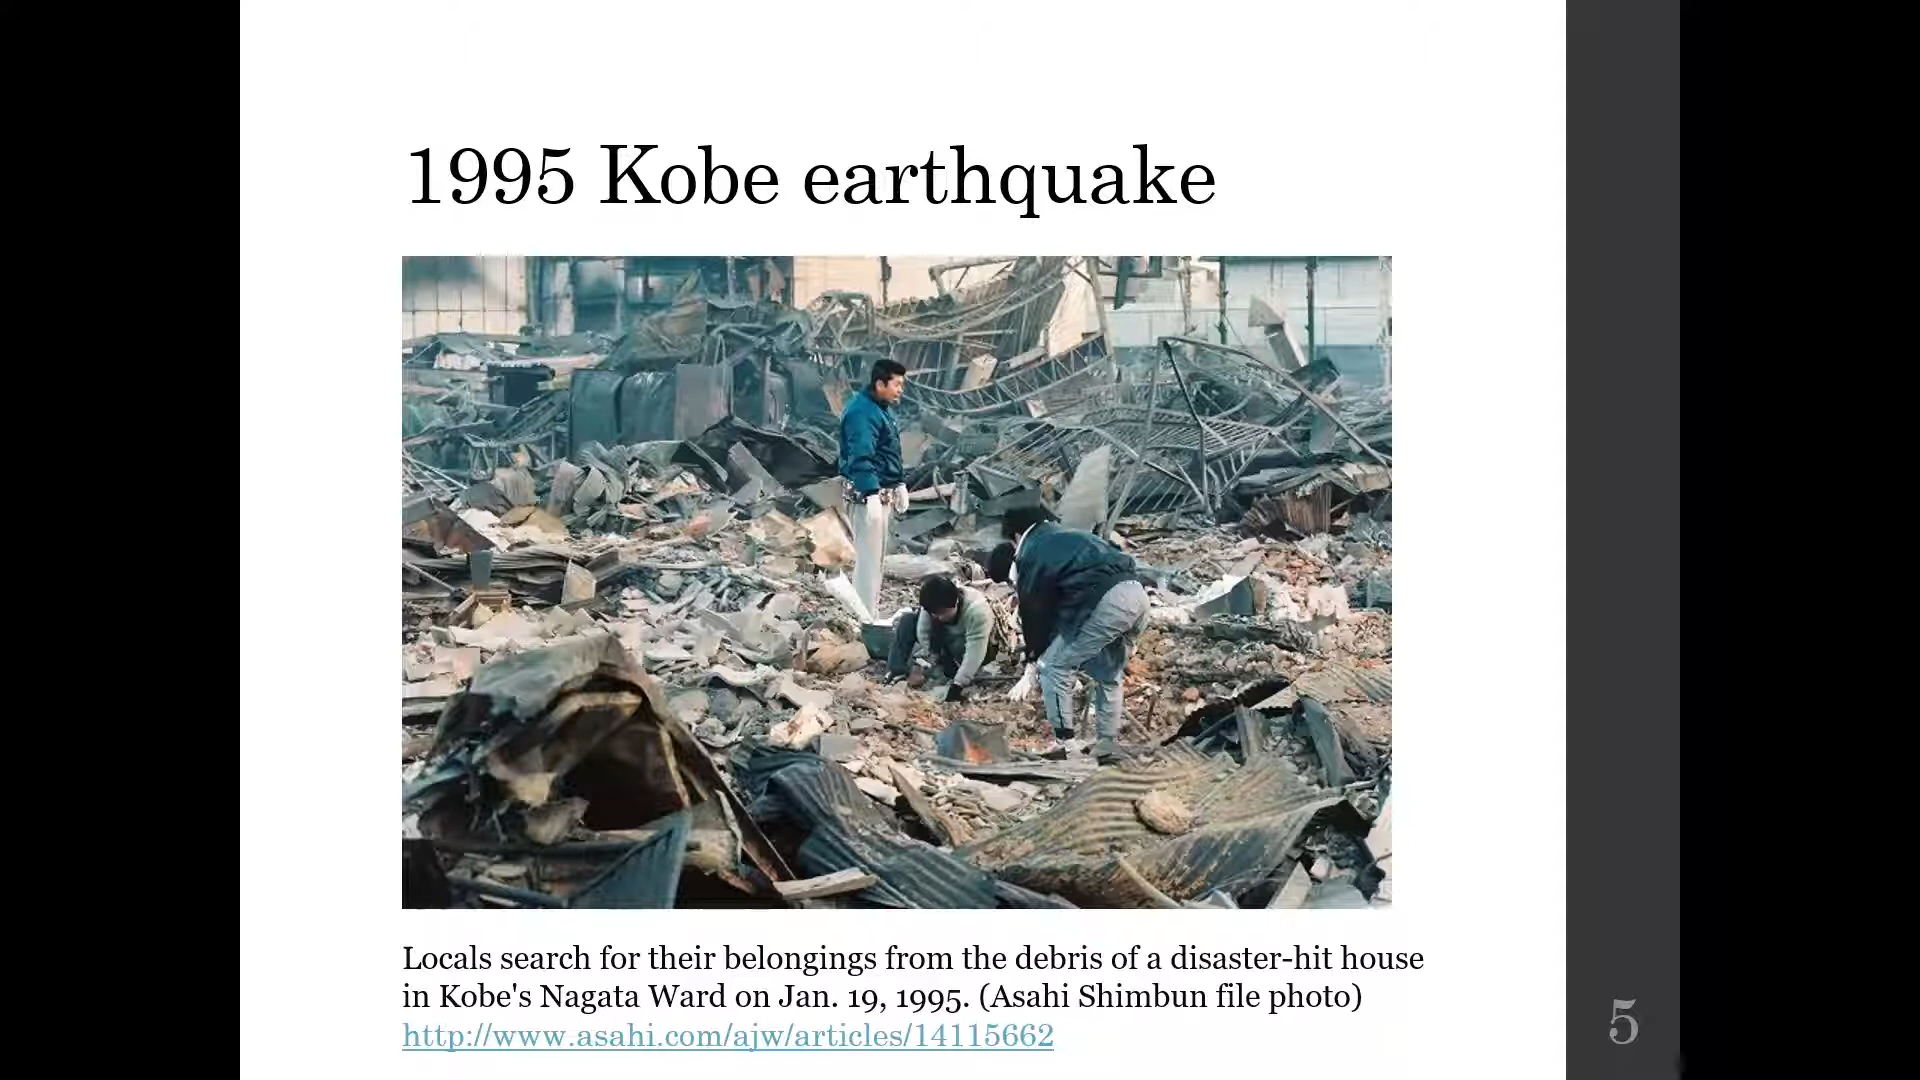 1995 Kobe earthquake
Locals search for their belongings from the debris of a disaster-hit house
in Kobe's Nagata Ward on Jan. 19, 1995. (Asahi Shimbun file photo)
http://www.asahi.com/ajw/articles/14115662
5